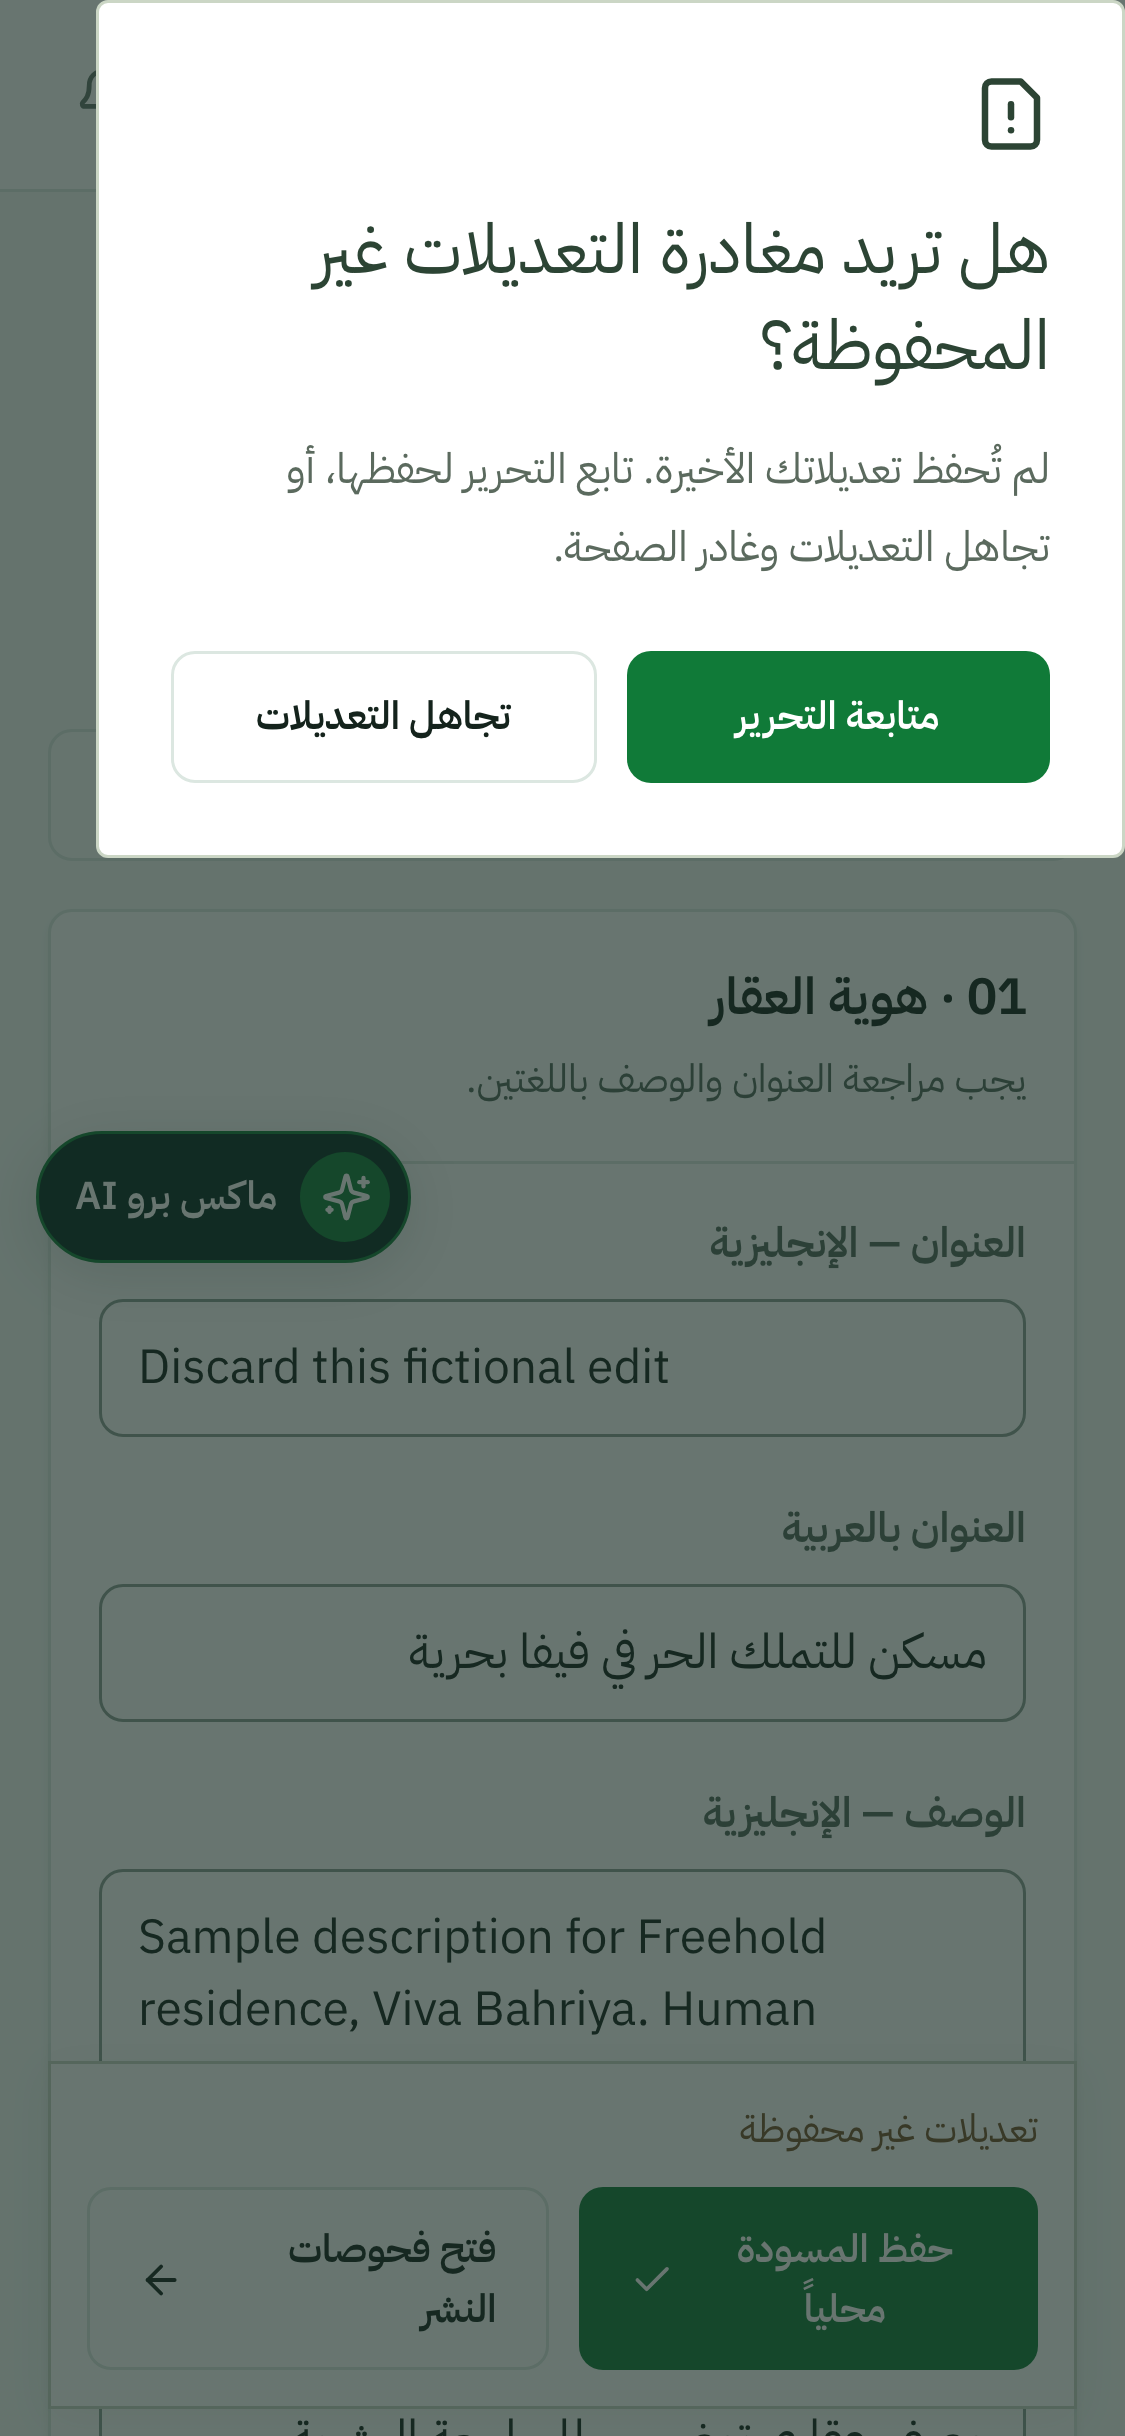 هل تريد مغادرة التعديلات غير
المحفوظة؟
لم تُحفظ تعديلاتك الأخيرة. تابع التحرير لحفظها، أو
تجاهل التعديلات وغادر الصفحة.
متابعة التحرير
تجاهل التعديلات
01 · هوية العقار
يجب مراجعة العنوان والوصف باللغتين.
ماكس برو AI
العنوان — الإنجليزية
Discard this fictional edit
العنوان بالعربية
مسكن للتملك الحر في فيفا بحرية
الوصف — الإنجليزية
Sample description for Freehold
residence, Viva Bahriya. Human
تعديلات غير محفوظة
حفظ المسودة
محلياً
فتح فحوصات
النشر